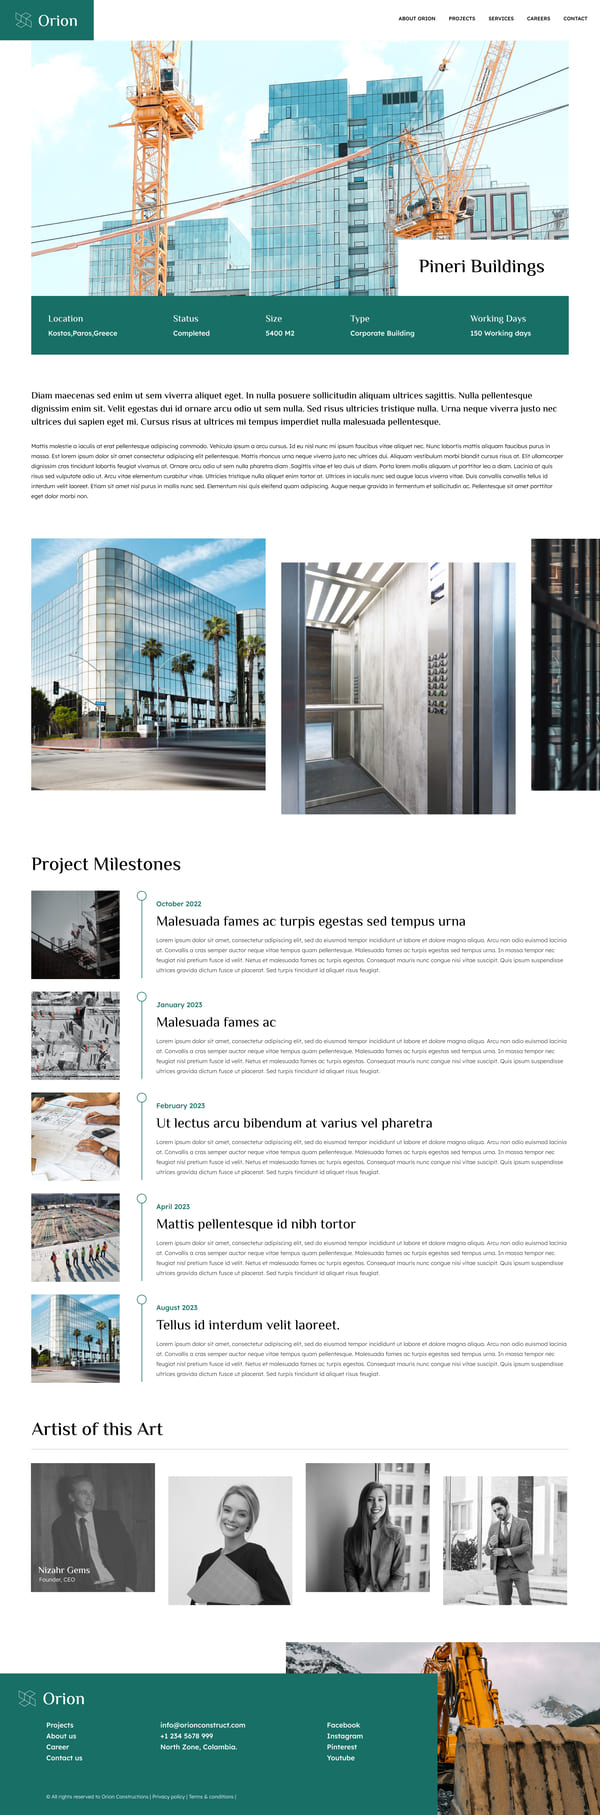 Orion
ABOUT ORION PROJECTS SERVICES CAREERS CONTACT
Pineri Buildings
Location Status Size Type Working Days
Kostos,Paros,Greece Completed 5400 M2 Corporate Building 150 Working days
Diam maecenas sed enim ut sem viverra aliquet eget. In nulla posuere sollicitudin aliquam ultrices sagittis. Nulla pellentesque
dignissim enim sit. Velit egestas dui id ornare arcu odio ut sem nulla. Sed risus ultricies tristique nulla. Urna neque viverra justo nec
ultrices dui sapien eget mi. Cursus risus at ultrices mi tempus imperdiet nulla malesuada pellentesque.
Mattis molestie a iaculis at erat pellentesque adipiscing commodo. Vehicula ipsum a arcu cursus. Id eu nisl nunc mi ipsum faucibus vitae aliquet nec. Nunc lobortis mattis aliquam faucibus purus in
massa. Est lorem ipsum dolor sit amet consectetur adipiscing elit pellentesque. Mattis rhoncus urna neque viverra justo nec ultrices dui. Aliquam vestibulum morbi blandit cursus risus at. Elit ullamcorper
dignissim cras tincidunt lobortis feugiat vivamus at. Ornare arcu odio ut sem nulla pharetra diam .Sagittis vitae et leo duis ut diam. Porta lorem mollis aliquam ut porttitor leo a diam. Lacinia at quis
risus sed vulputate odio ut. Arcu vitae elementum curabitur vitae. Ultricies tristique nulla aliquet enim tortor at. Ultrices in iaculis nunc sed augue lacus viverra vitae. Duis convallis convallis tellus id
interdum velit laoreet. Etiam sit amet nisl purus in mollis nunc sed. Elementum nisi quis eleifend quam adipiscing. Augue neque gravida in fermentum et sollicitudin ac. Pellentesque sit amet porttitor
eget dolor morbi non.
Project Milestones
October 2022
Malesuada fames ac turpis egestas sed tempus urna
Lorem ipsum dolor sit amet, consectetur adipiscing elit, sed do eiusmod tempor incididunt ut labore et dolore magna aliqua. Arcu non odio euismod lacinia
at. Convallis a cras semper auctor neque vitae tempus quam pellentesque. Malesuada fames ac turpis egestas sed tempus urna. In massa tempor nec
feugiat nisl pretium fusce id velit. Netus et malesuada fames ac turpis egestas. Consequat mauris nunc congue nisi vitae suscipit. Quis ipsum suspendisse
ultrices gravida dictum fusce ut placerat. Sed turpis tincidunt id aliquet risus feugiat.
January 2023
Malesuada fames ac
Lorem ipsum dolor sit amet, consectetur adipiscing elit, sed do eiusmod tempor incididunt ut labore et dolore magna aliqua. Arcu non odio euismod lacinia
at. Convallis a cras semper auctor neque vitae tempus quam pellentesque. Malesuada fames ac turpis egestas sed tempus urna. In massa tempor nec
feugiat nisl pretium fusce id velit. Netus et malesuada fames ac turpis egestas. Consequat mauris nunc congue nisi vitae suscipit. Quis ipsum suspendisse
ultrices gravida dictum fusce ut placerat. Sed turpis tincidunt id aliquet risus feugiat.
February 2023
Ut lectus arcu bibendum at varius vel pharetra
Lorem ipsum dolor sit amet, consectetur adipiscing elit, sed do eiusmod tempor incididunt ut labore et dolore magna aliqua. Arcu non odio euismod lacinia
at. Convallis a cras semper auctor neque vitae tempus quam pellentesque. Malesuada fames ac turpis egestas sed tempus urna. In massa tempor nec
feugiat nisl pretium fusce id velit. Netus et malesuada fames ac turpis egestas. Consequat mauris nunc congue nisi vitae suscipit. Quis ipsum suspendisse
ultrices gravida dictum fusce ut placerat. Sed turpis tincidunt id aliquet risus feugiat.
April 2023
Mattis pellentesque id nibh tortor
Lorem ipsum dolor sit amet, consectetur adipiscing elit, sed do eiusmod tempor incididunt ut labore et dolore magna aliqua. Arcu non odio euismod lacinia
at. Convallis a cras semper auctor neque vitae tempus quam pellentesque. Malesuada fames ac turpis egestas sed tempus urna. In massa tempor nec
feugiat nisl pretium fusce id velit. Netus et malesuada fames ac turpis egestas. Consequat mauris nunc congue nisi vitae suscipit. Quis ipsum suspendisse
ultrices gravida dictum fusce ut placerat. Sed turpis tincidunt id aliquet risus feugiat.
August 2023
Tellus id interdum velit laoreet.
Lorem ipsum dolor sit amet, consectetur adipiscing elit, sed do eiusmod tempor incididunt ut labore et dolore magna aliqua. Arcu non odio euismod lacinia
at. Convallis a cras semper auctor neque vitae tempus quam pellentesque. Malesuada fames ac turpis egestas sed tempus urna. In massa tempor nec
feugiat nisl pretium fusce id velit. Netus et malesuada fames ac turpis egestas. Consequat mauris nunc congue nisi vitae suscipit. Quis ipsum suspendisse
ultrices gravida dictum fusce ut placerat. Sed turpis tincidunt id aliquet risus feugiat.
Artist of this Art
Nizahr Gems
Founder, CEO
Orion
Projects info@orionconstruct.com Facebook
About us +1 234 5678 999 Instagram
Career North Zone, Colambia. Pinterest
Contact us Youtube
© All rights reserved to Orion Constructions | Privacy policy | Terms & conditions |